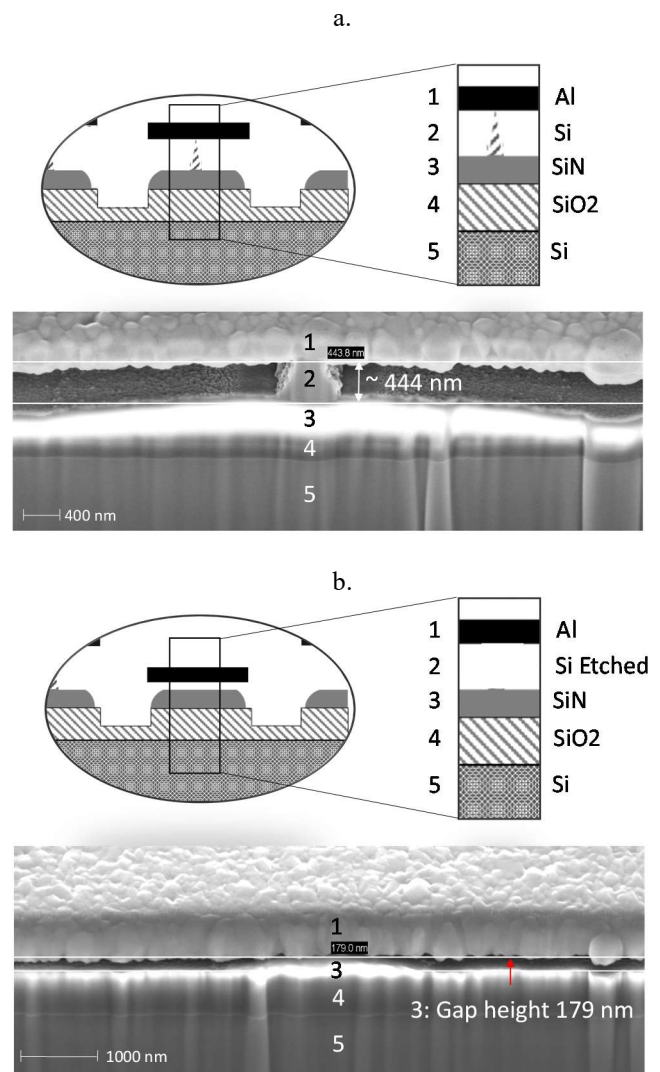 a.
1 Al
2 Si
3 SiN
4 SiO2
5 Si
1
443.8 nm
2 ~ 444 nm
3
4
5
400 nm
b.
1 Al
2 Si Etched
3 SiN
4 SiO2
5 Si
1
179.0 nm
3
4
3: Gap height 179 nm
5
1000 nm